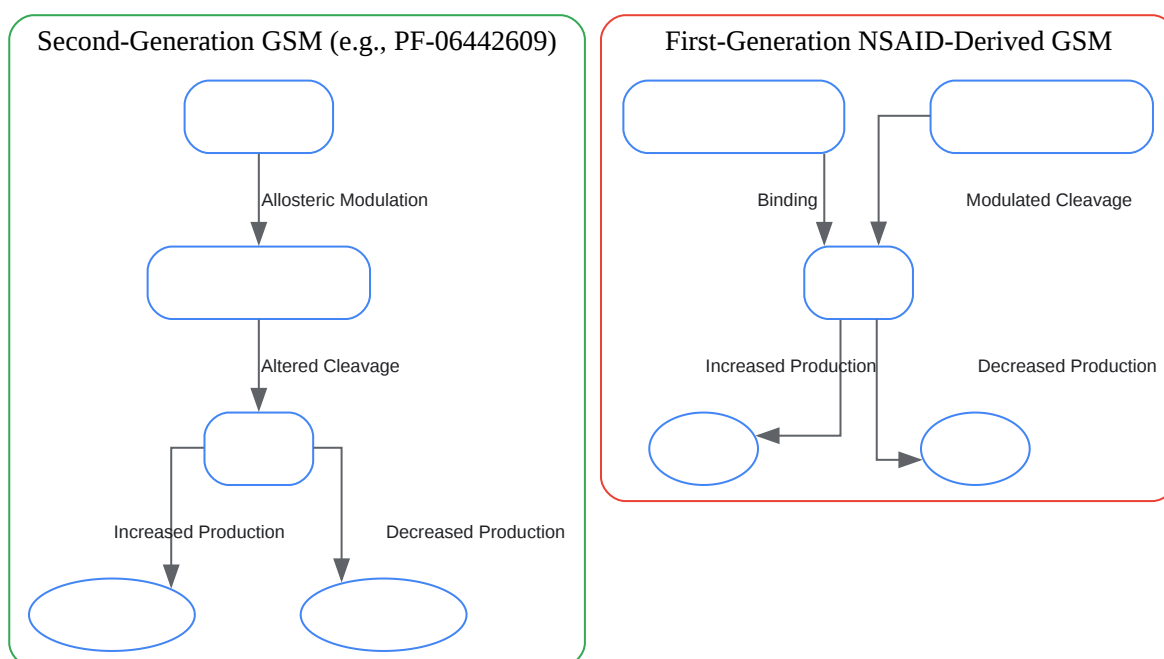 Second-Generation GSM (e.g., PF-06442609)
Allosteric Modulation
Altered Cleavage
Increased Production
Decreased Production
First-Generation NSAID-Derived GSM
Binding
Modulated Cleavage
Increased Production
Decreased Production